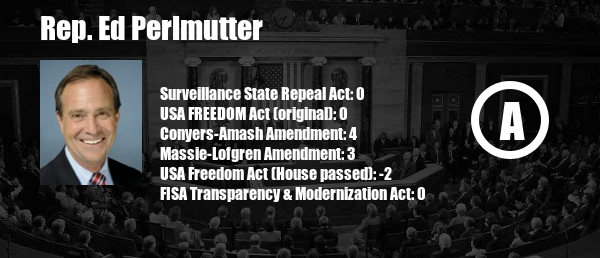 Rep. Ed Perlmutter
Surveillance State Repeal Act: 0
USA FREEDOM Act (original): 0
Conyers-Amash Amendment: 4
Massie-Lofgren Amendment: 3
USA Freedom Act (House passed): -2
FISA Transparency & Modernization Act: 0
A